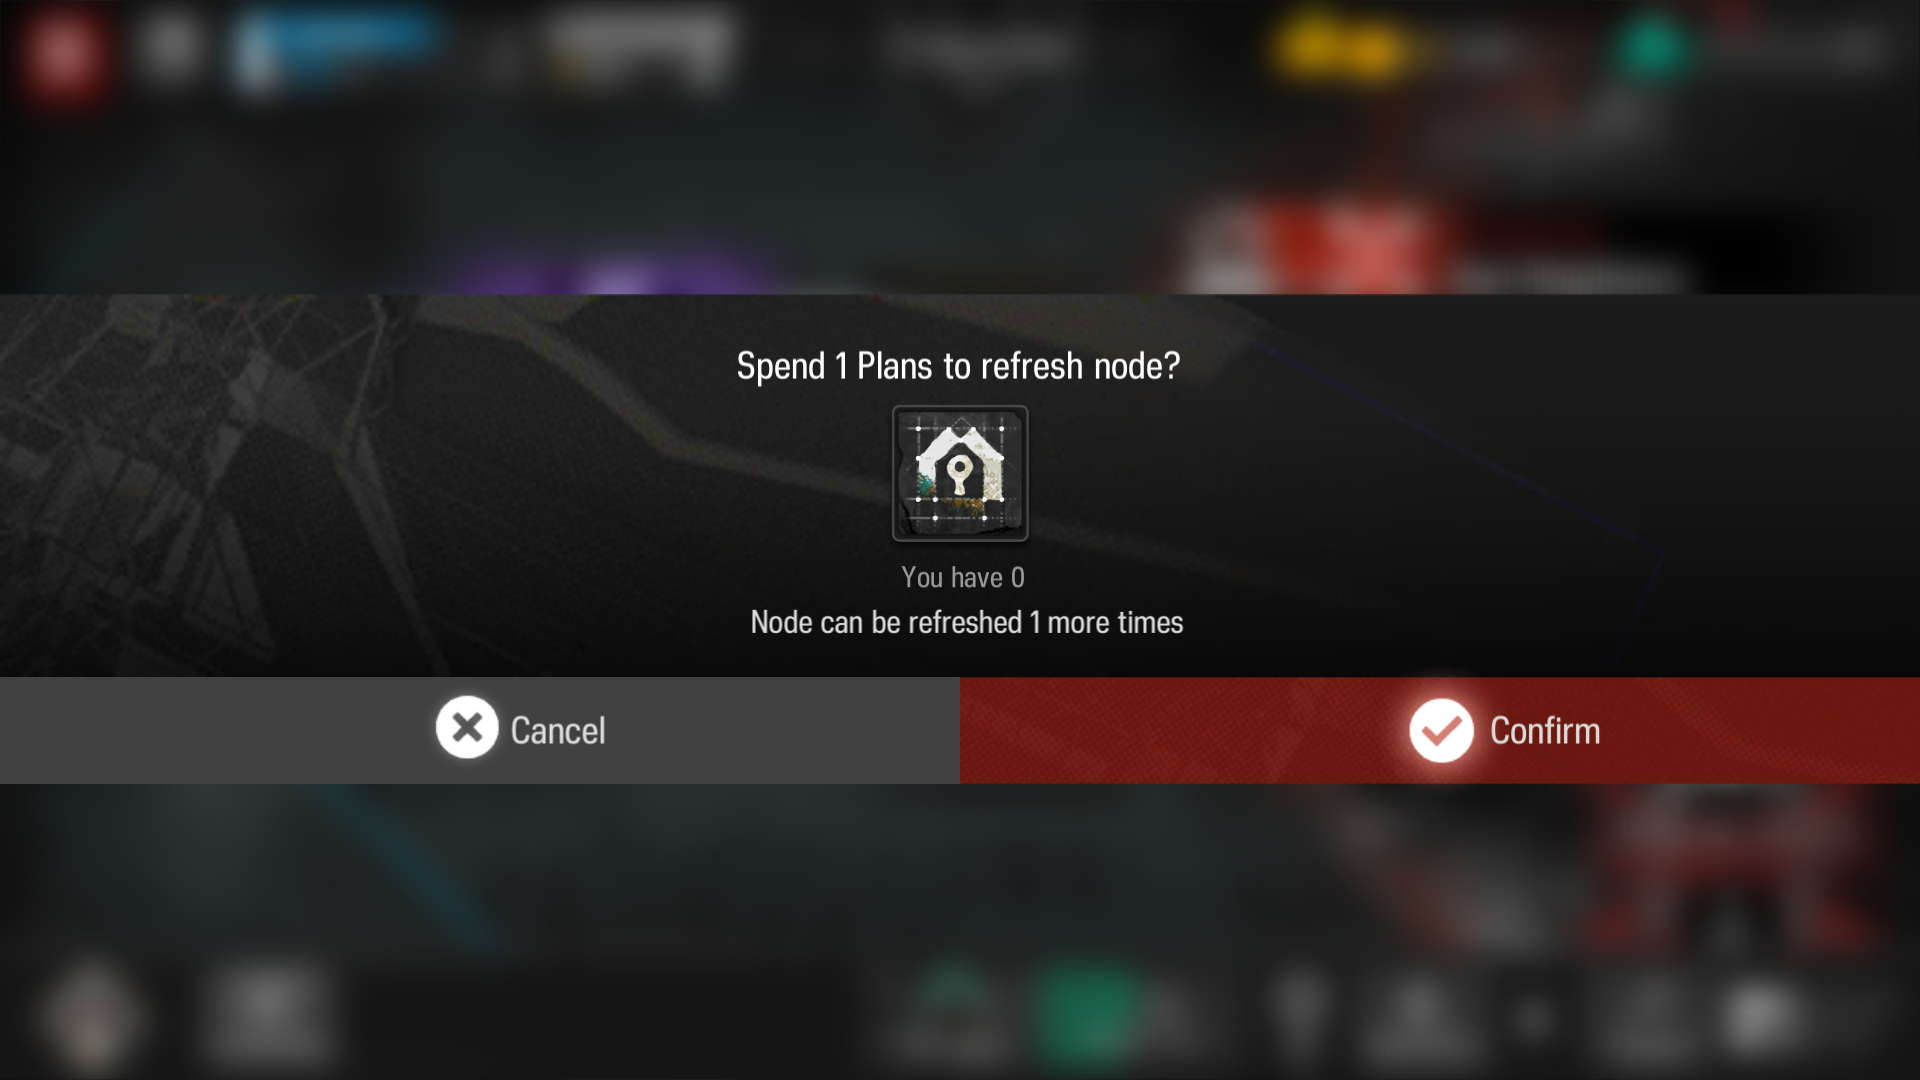 Spend 1 Plans to refresh node?
You have 0
Node can be refreshed 1 more times
Cancel
Confirm